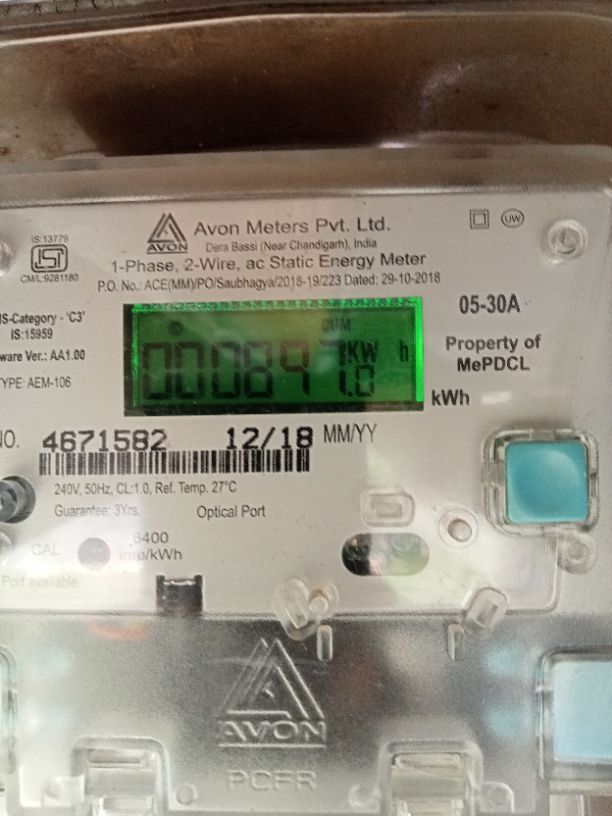 Avon Meters Pvt. Ltd.
AVON
Dera Bassi (Near Chandigarh), India
UW
IS:13779
CM/L:9281180
1-Phase, 2-Wire, ac Static Energy Meter
P.O. No.: ACE(MM)/PO/Saubhagya/2018-19/223 Dated: 29-10-2018
IS-Category - 'C3'
IS:15959
ware Ver.: AA1.00
TYPE: AEM-106
CUM
000897.0
KW h
kWh
05-30A
Property of
MePDCL
NO. 4671582 12/18 MM/YY
240V, 50Hz, CL:1.0, Ref. Temp. 27°C
Guarantee: 3Yrs. Optical Port
CAL 6400
imp/kWh
Port available
AVON